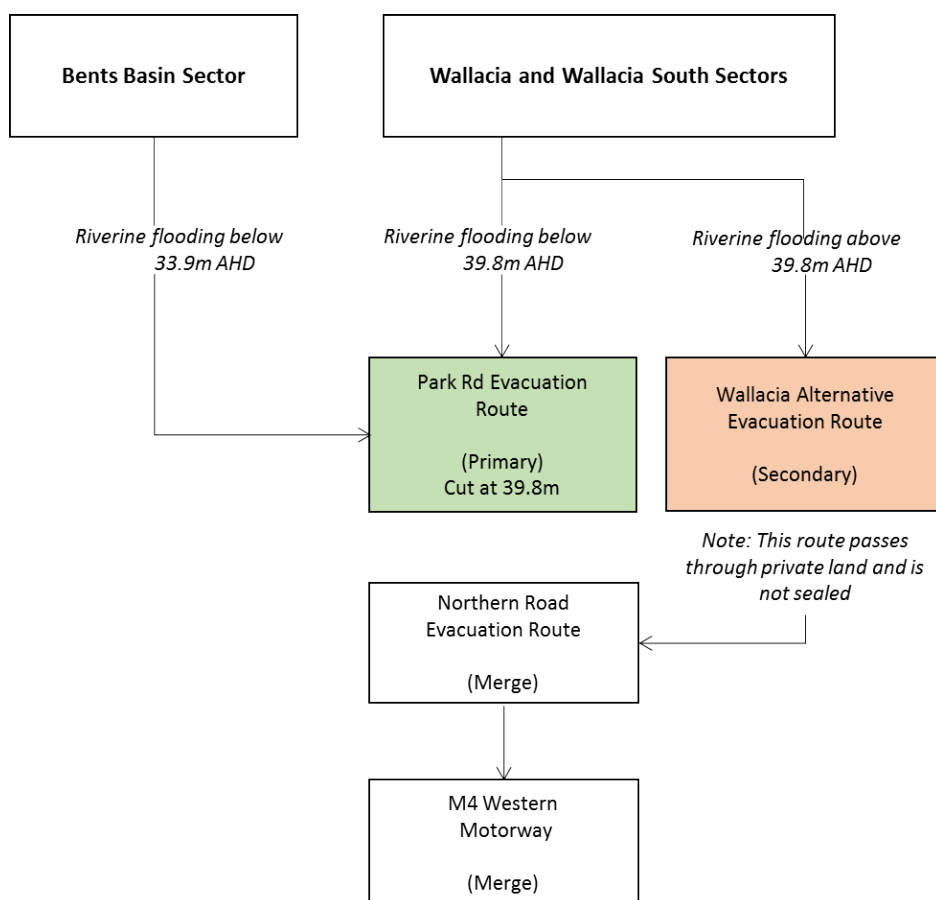 Bents Basin Sector
Wallacia and Wallacia South Sectors
Riverine flooding below
33.9m AHD
Riverine flooding below
39.8m AHD
Riverine flooding above
39.8m AHD
Park Rd Evacuation
Route
(Primary)
Cut at 39.8m
Wallacia Alternative
Evacuation Route
(Secondary)
Note: This route passes
through private land and is
not sealed
Northern Road
Evacuation Route
(Merge)
M4 Western
Motorway
(Merge)